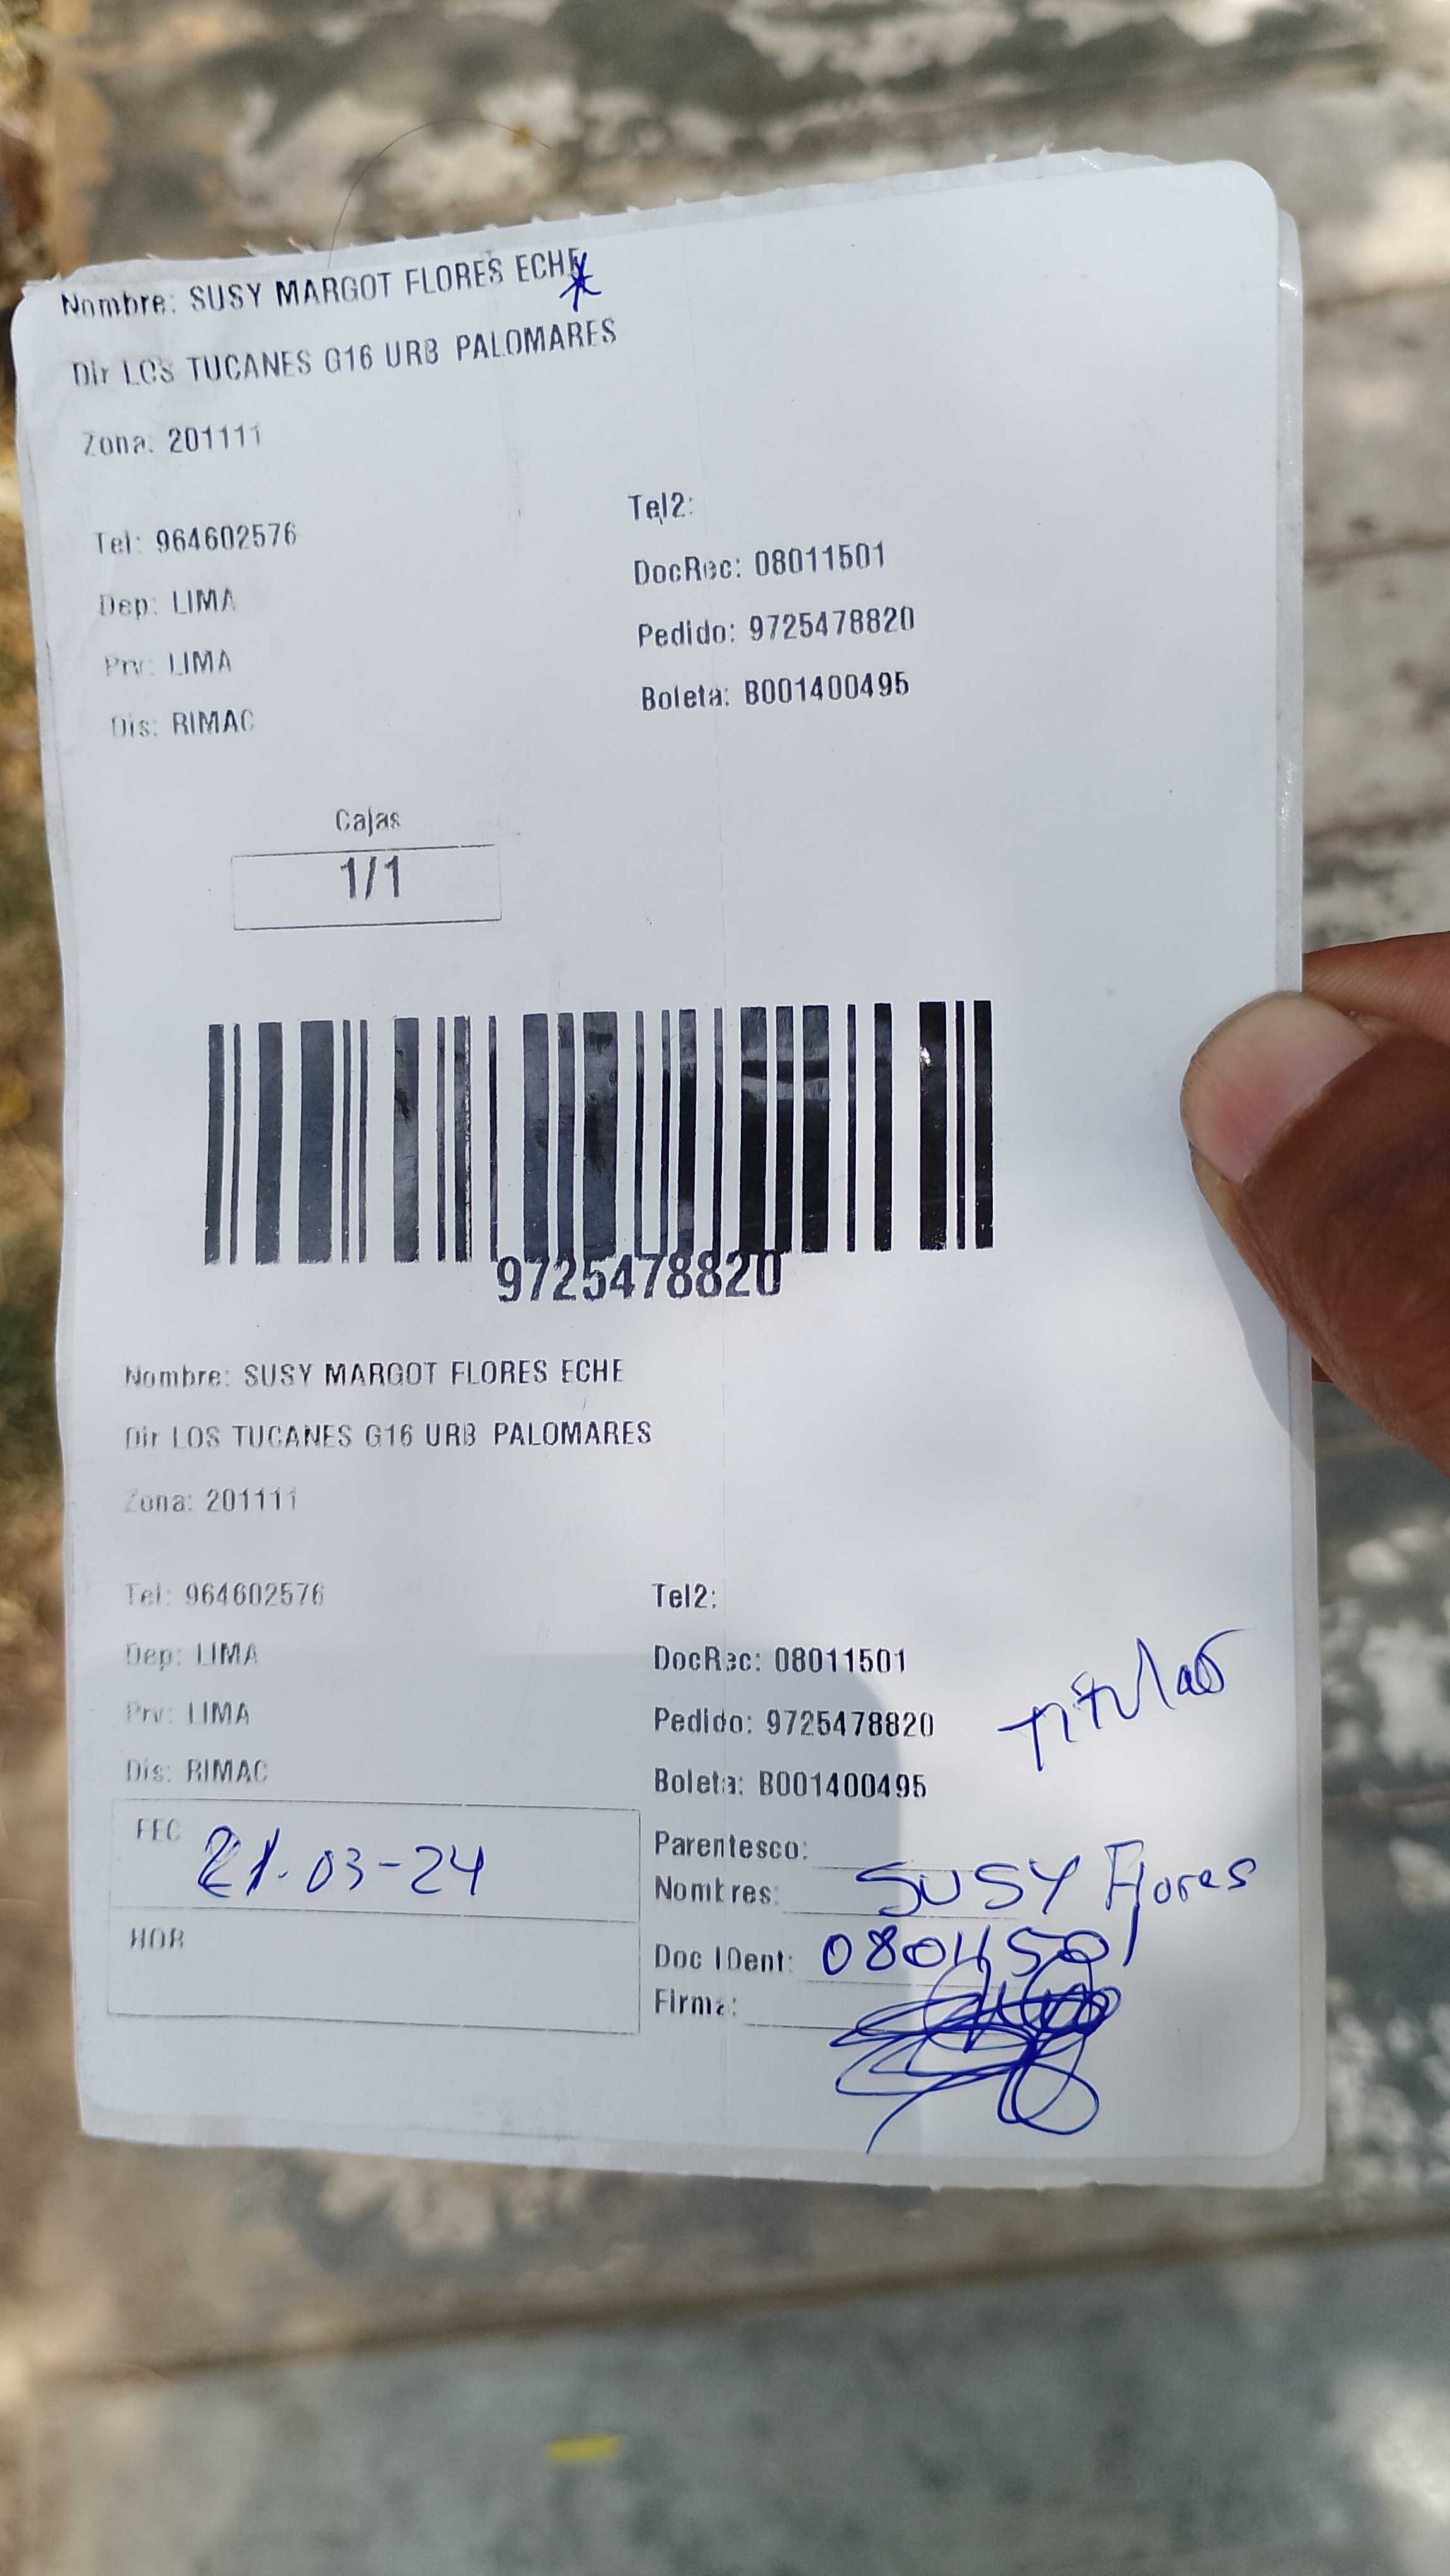 Nombre: SUSY MARGOT FLORES ECHE
Dir LOS TUCANES G16 URB PALOMARES
Zona: 201111
Tel: 964602576
Tel2:
Dep: LIMA
DocRec: 08011501
Prv: LIMA
Pedido: 9725478820
Dis: RIMAC
Boleta: B001400495
Cajas
1/1
9725478820
Nombre: SUSY MARGOT FLORES ECHE
Dir LOS TUCANES G16 URB PALOMARES
Zona: 201111
Tel: 964602576
Tel2:
Dep: LIMA
DocRec: 08011501
Prv: LIMA
Pedido: 9725478820
Titular
Dis: RIMAC
Boleta: B001400495
FEC 21-03-24
Parentesco:
Nombres: SUSY Flores
HOR
Doc IDent: 08011501
Firma: